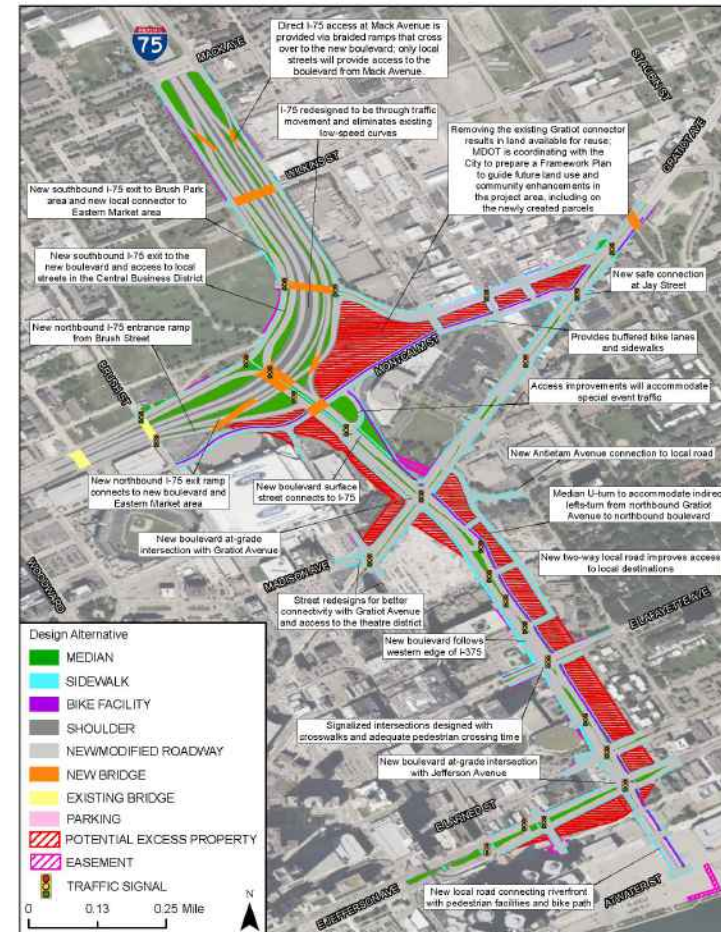 INTERSTATE
75
MACK AVE
Direct I-75 access at Mack Avenue is
provided via braided ramps that cross
over to the new boulevard; only local
streets will provide access to the
boulevard from Mack Avenue.
ST AUBIN ST
I-75 redesigned to be through traffic
movement and eliminates existing
low-speed curves
Removing the existing Gratiot connector
results in land available for reuse;
MDOT is coordinating with the
City to prepare a Framework Plan
to guide future land use and
community enhancements in
the project area, including on
the newly created parcels
GRATIOT AVE
WILKINS ST
New southbound I-75 exit to Brush Park
area and new local connector to
Eastern Market area
New southbound I-75 exit to the
new boulevard and access to local
streets in the Central Business District
New safe connection
at Jay Street
New northbound I-75 entrance ramp
from Brush Street
Provides buffered bike lanes
and sidewalks
MONTCALM ST
BRUSH ST
Access improvements will accommodate
special event traffic
New Antietam Avenue connection to local road
New northbound I-75 exit ramp
connects to new boulevard and
Eastern Market area
New boulevard surface
street connects to I-75
Median U-turn to accommodate indirect
lefts-turn from northbound Gratiot
Avenue to northbound boulevard
New boulevard at-grade
intersection with Gratiot Avenue
New two-way local road improves access
to local destinations
WOODWARD
MADISON AVE
Street redesigns for better
connectivity with Gratiot Avenue
and access to the theatre district
E LAFAYETTE AVE
New boulevard follows
western edge of I-375
Signalized intersections designed with
crosswalks and adequate pedestrian crossing time
New boulevard at-grade intersection
with Jefferson Avenue
E LARNED CT
E JEFFERSON AVE
New local road connecting riverfront
with pedestrian facilities and bike path
ATWATER ST
Design Alternative
MEDIAN
SIDEWALK
BIKE FACILITY
SHOULDER
NEW/MODIFIED ROADWAY
NEW BRIDGE
EXISTING BRIDGE
PARKING
POTENTIAL EXCESS PROPERTY
EASEMENT
TRAFFIC SIGNAL
0 0.13 0.25 Mile
N